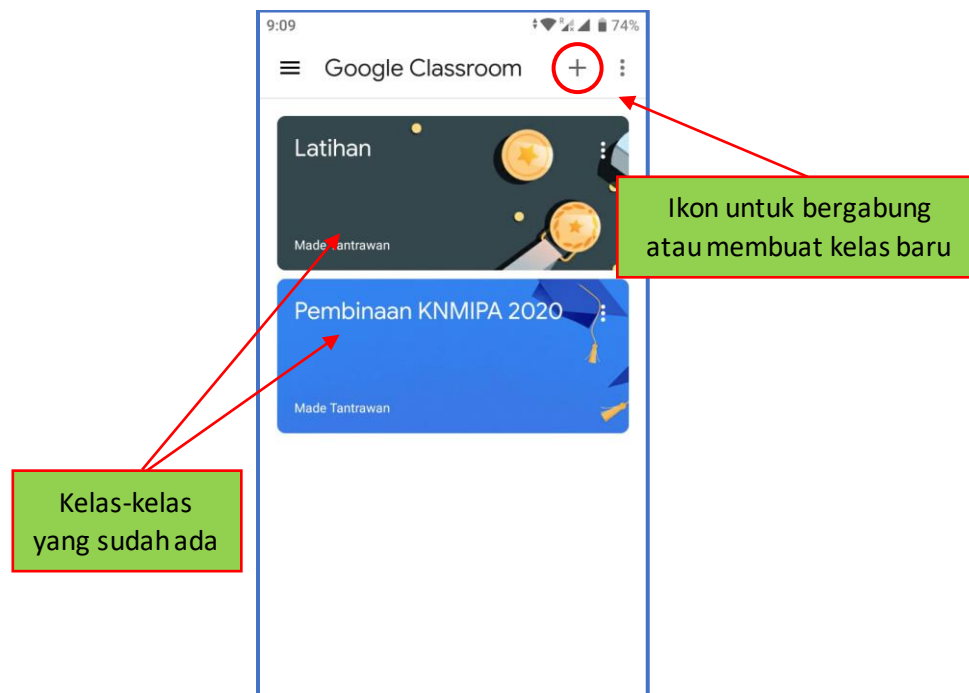 9:09
R
74%
Google Classroom
Latihan
Made Tantrawan
Ikon untuk bergabung
atau membuat kelas baru
Pembinaan KNMIPA 2020
Made Tantrawan
Kelas-kelas
yang sudah ada